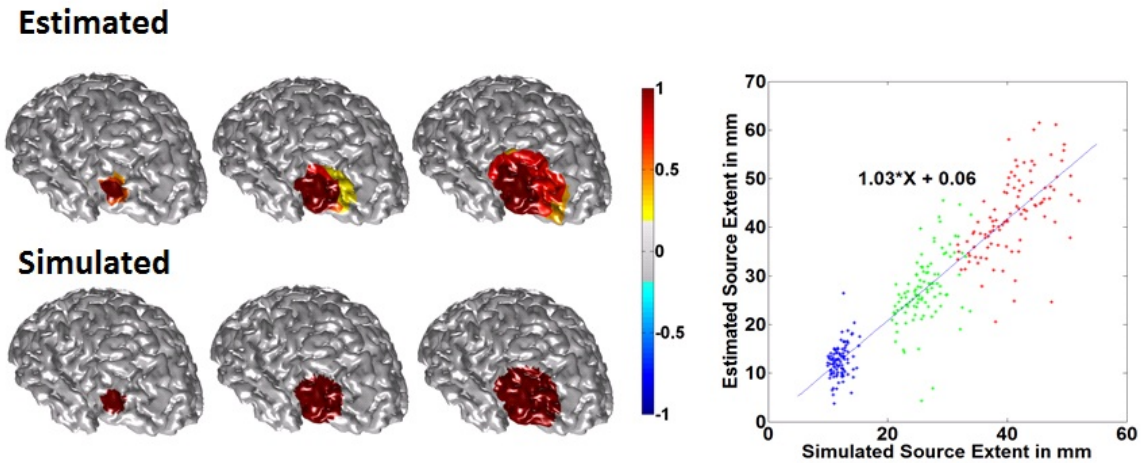 Estimated
Simulated
1
0.5
0
-0.5
-1
70
60
50
40
30
20
10
0
Estimated Source Extent in mm
1.03*X + 0.06
0 20 40 60
Simulated Source Extent in mm